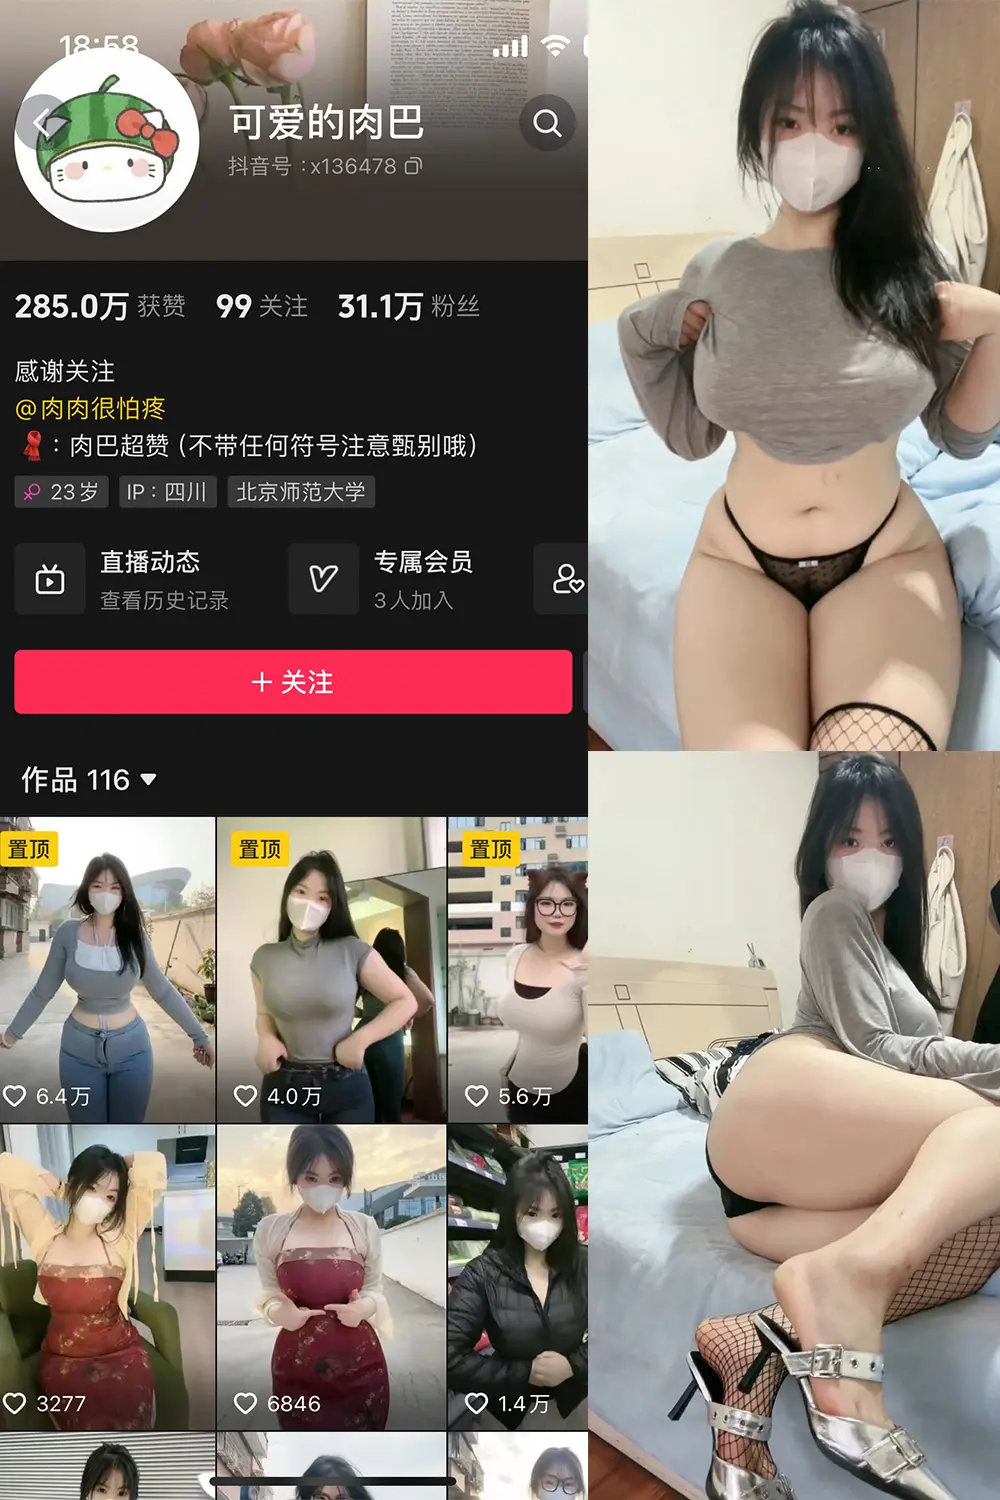 18:58
可爱的肉巴
抖音号：x136478
285.0万 获赞 99 关注 31.1万 粉丝
感谢关注
@肉肉很怕疼
：肉巴超赞 (不带任何符号注意甄别哦)
23岁 IP：四川 北京师范大学
直播动态 专属会员
查看历史记录 3人加入
+ 关注
作品 116
置顶 置顶 置顶
6.4万 4.0万 5.6万
3277 6846 1.4万